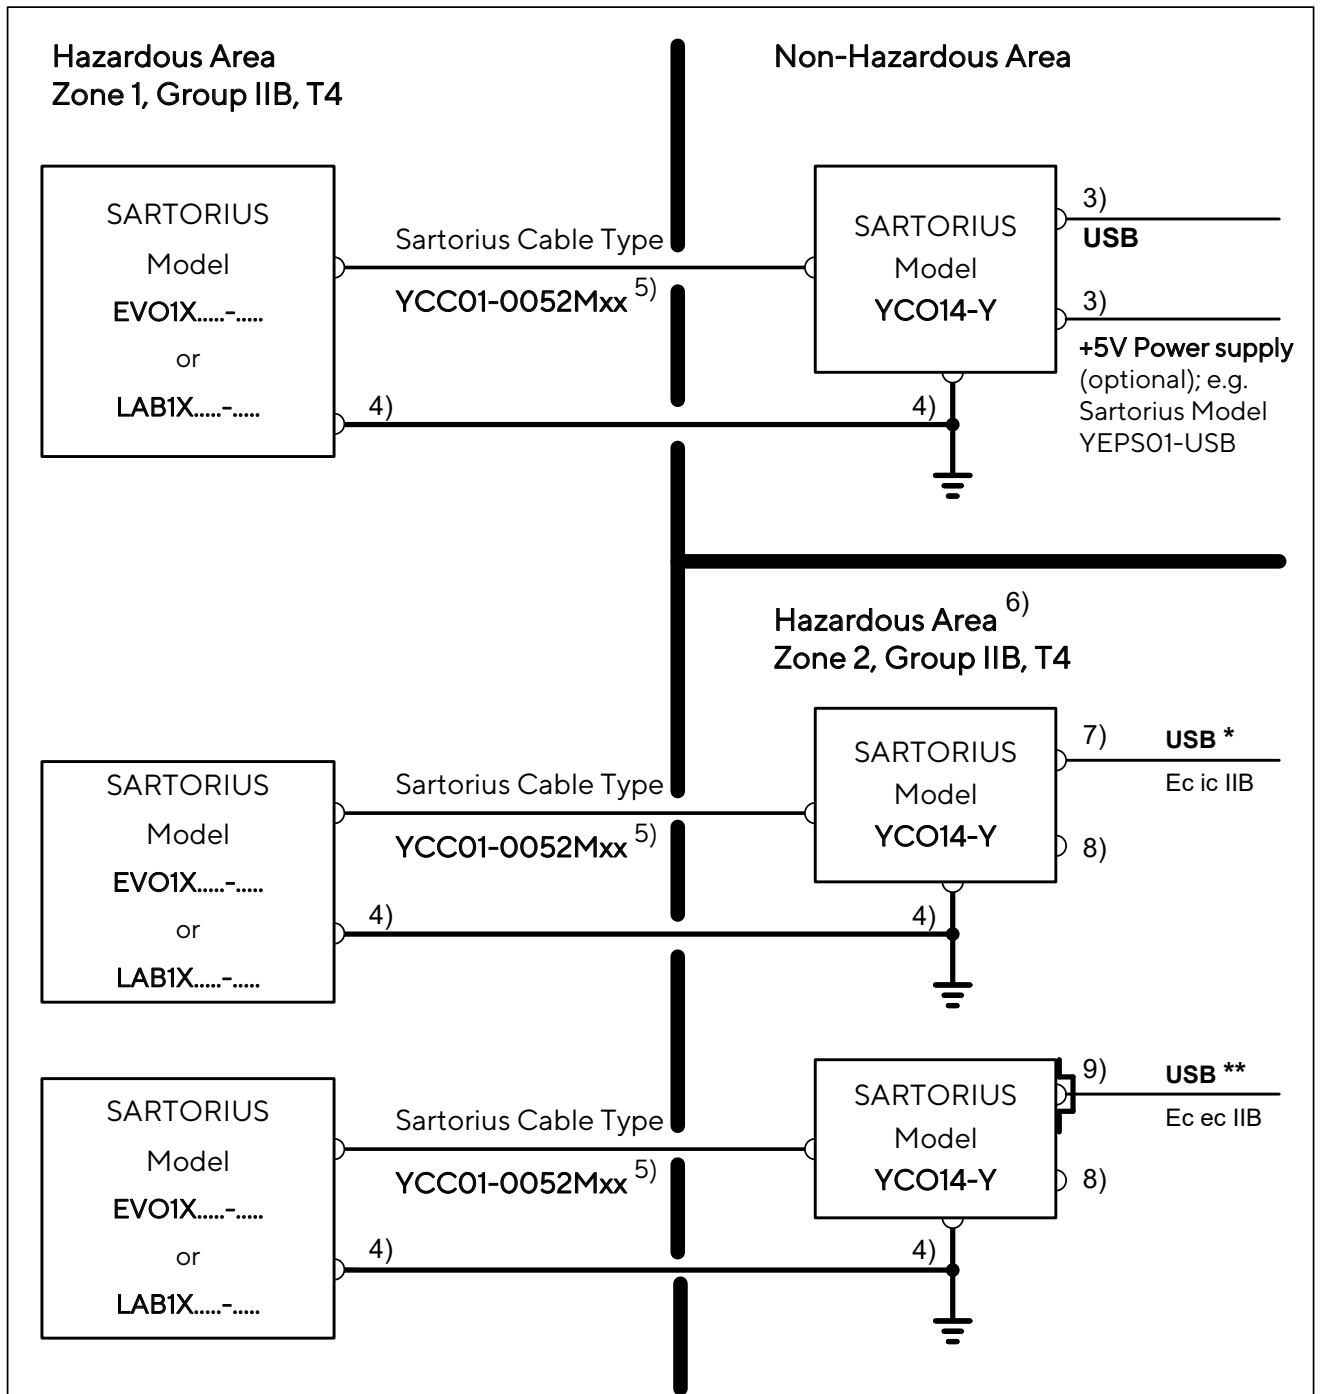 Hazardous Area
Zone 1, Group IIB, T4
Non-Hazardous Area
SARTORIUS
Model
EVO1X.....-.....
or
LAB1X.....-.....
Sartorius Cable Type
YCC01-0052Mxx 5)
4)
4)
SARTORIUS
Model
YCO14-Y
3)
USB
3)
+5V Power supply
(optional); e.g.
Sartorius Model
YEPS01-USB
Hazardous Area 6)
Zone 2, Group IIB, T4
SARTORIUS
Model
EVO1X.....-.....
or
LAB1X.....-.....
Sartorius Cable Type
YCC01-0052Mxx 5)
4)
4)
SARTORIUS
Model
YCO14-Y
7)
USB *
Ec ic IIB
8)
SARTORIUS
Model
EVO1X.....-.....
or
LAB1X.....-.....
Sartorius Cable Type
YCC01-0052Mxx 5)
4)
4)
SARTORIUS
Model
YCO14-Y
9)
USB **
Ec ec IIB
8)